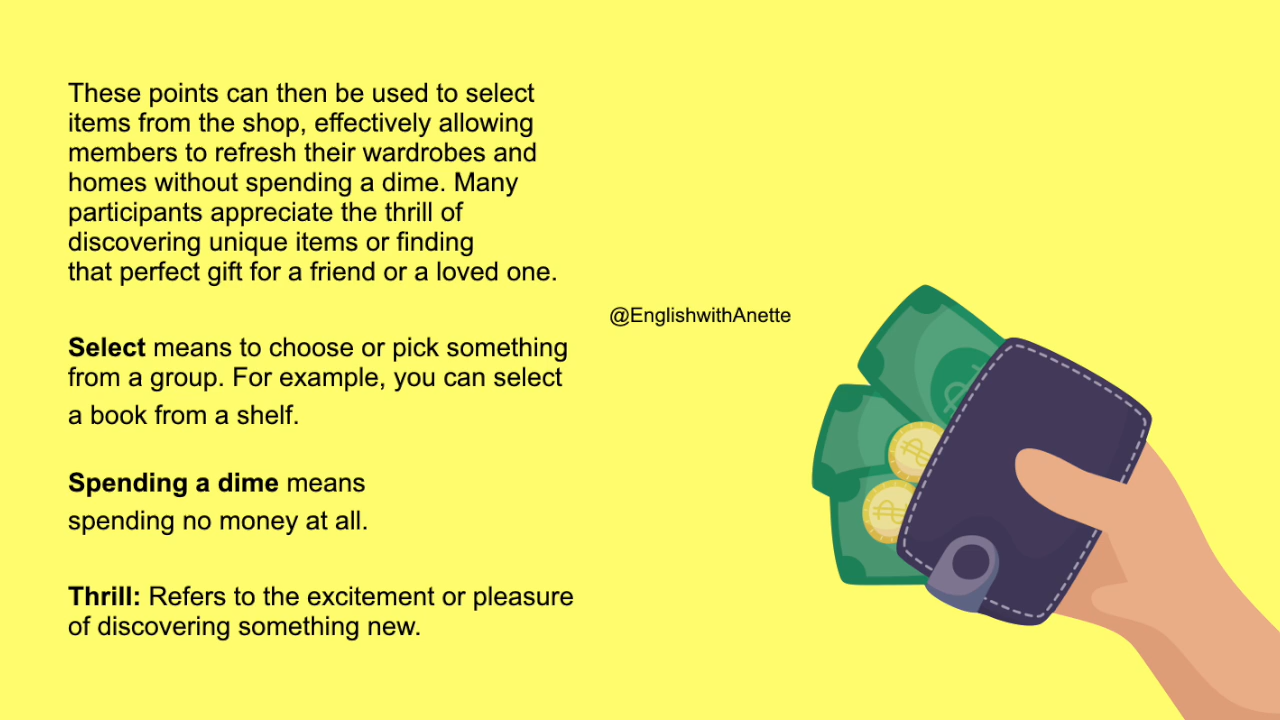 These points can then be used to select
items from the shop, effectively allowing
members to refresh their wardrobes and
homes without spending a dime. Many
participants appreciate the thrill of
discovering unique items or finding
that perfect gift for a friend or a loved one.
@EnglishwithAnette
Select means to choose or pick something
from a group. For example, you can select
a book from a shelf.
Spending a dime means
spending no money at all.
Thrill: Refers to the excitement or pleasure
of discovering something new.